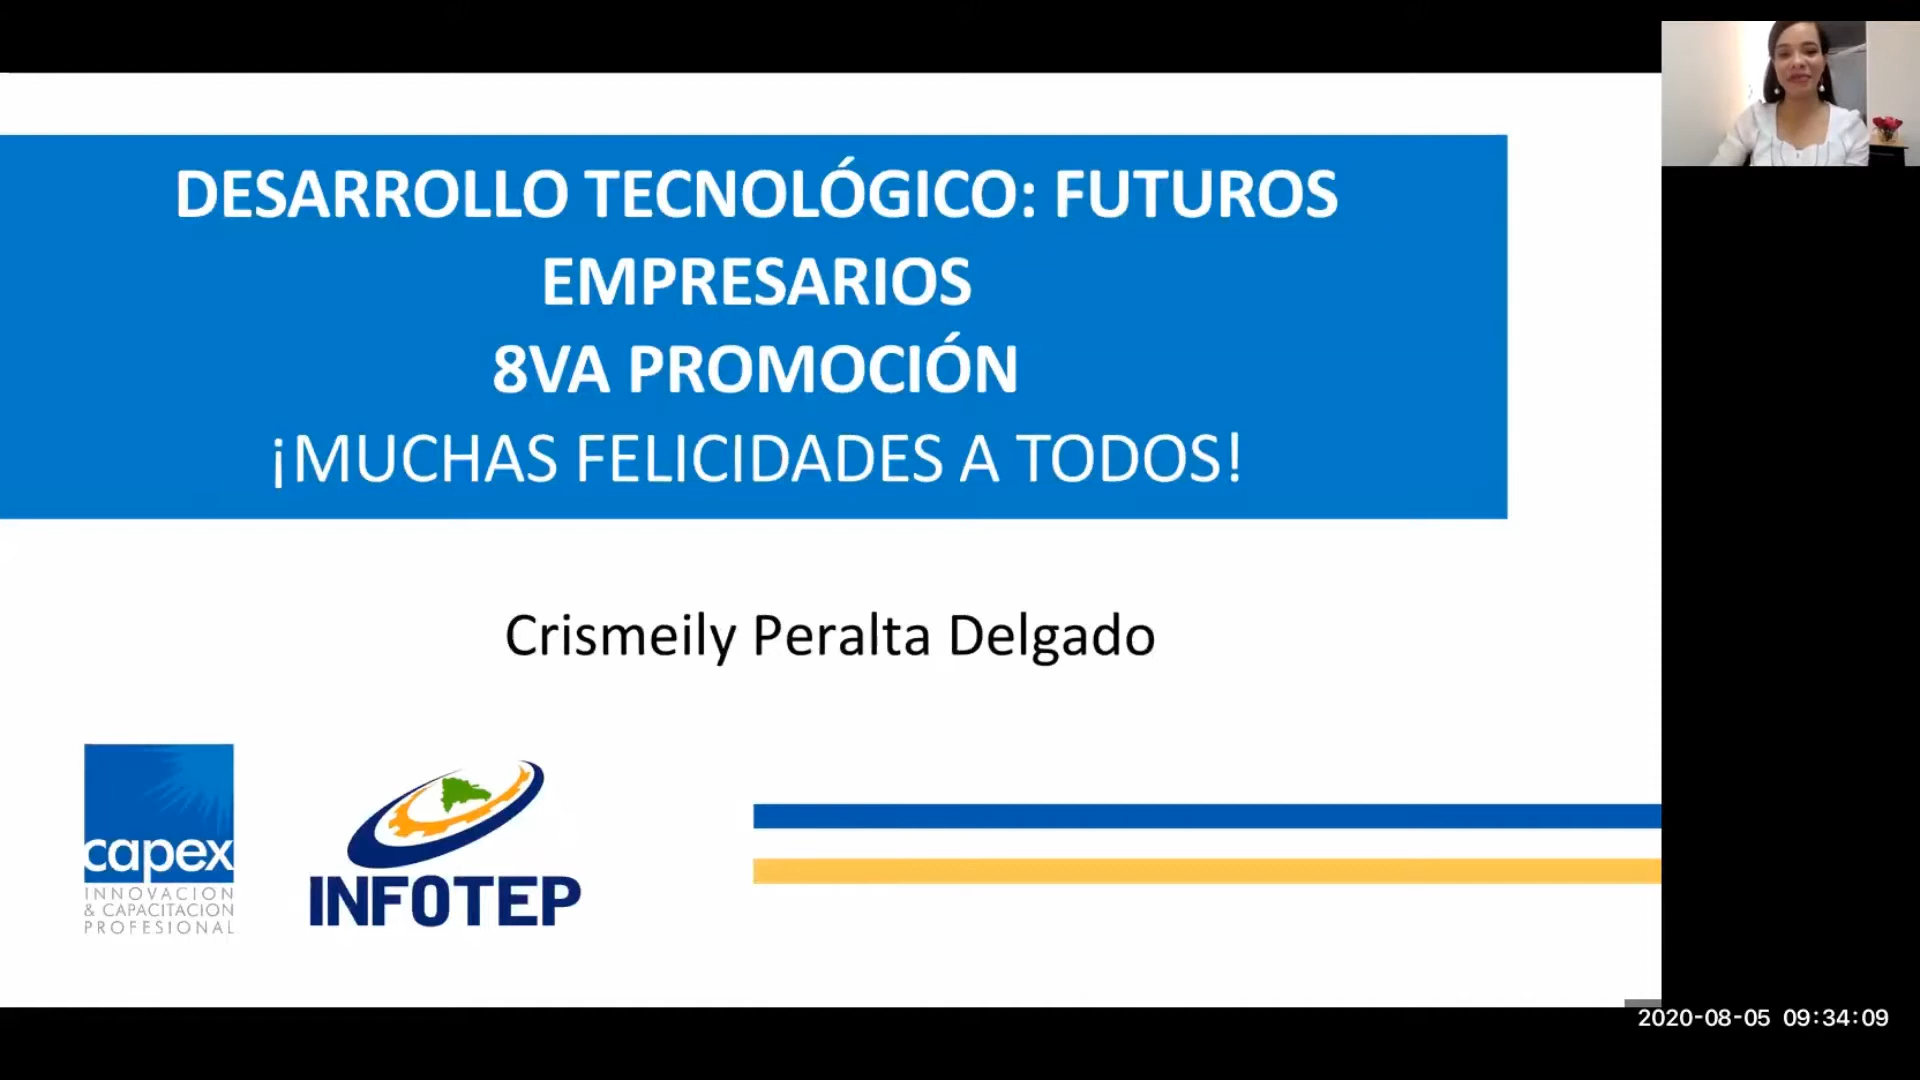 DESARROLLO TECNOLÓGICO: FUTUROS
EMPRESARIOS
8VA PROMOCIÓN
¡MUCHAS FELICIDADES A TODOS!
Crismeily Peralta Delgado
capex
INNOVACION
& CAPACITACION
PROFESIONAL
INFOTEP
2020-08-05 09:34:09